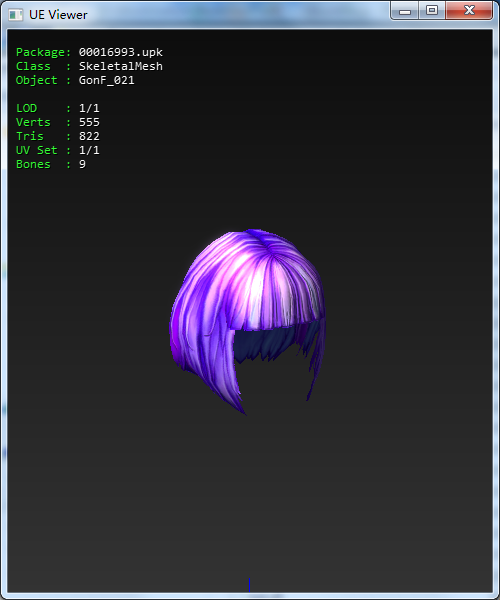 UE Viewer
Package: 00016993.upk
Class  : SkeletalMesh
Object : GonF_021
LOD    : 1/1
Verts  : 555
Tris   : 822
UV Set : 1/1
Bones  : 9